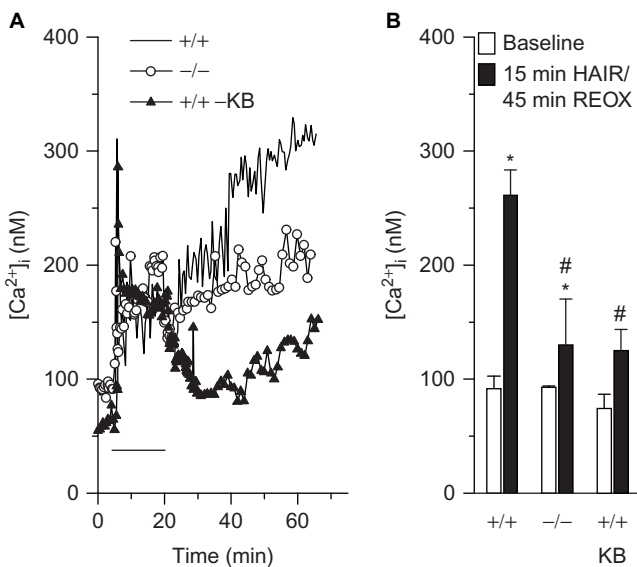 A
400
300
200
100
0
[Ca2+]i (nM)
+/+
−/−
+/+ −KB
0
20
40
60
Time (min)
B
400
300
200
100
0
[Ca2+]i (nM)
Baseline
15 min HAIR/
45 min REOX
*
#
*
#
+/+
−/−
+/+
KB